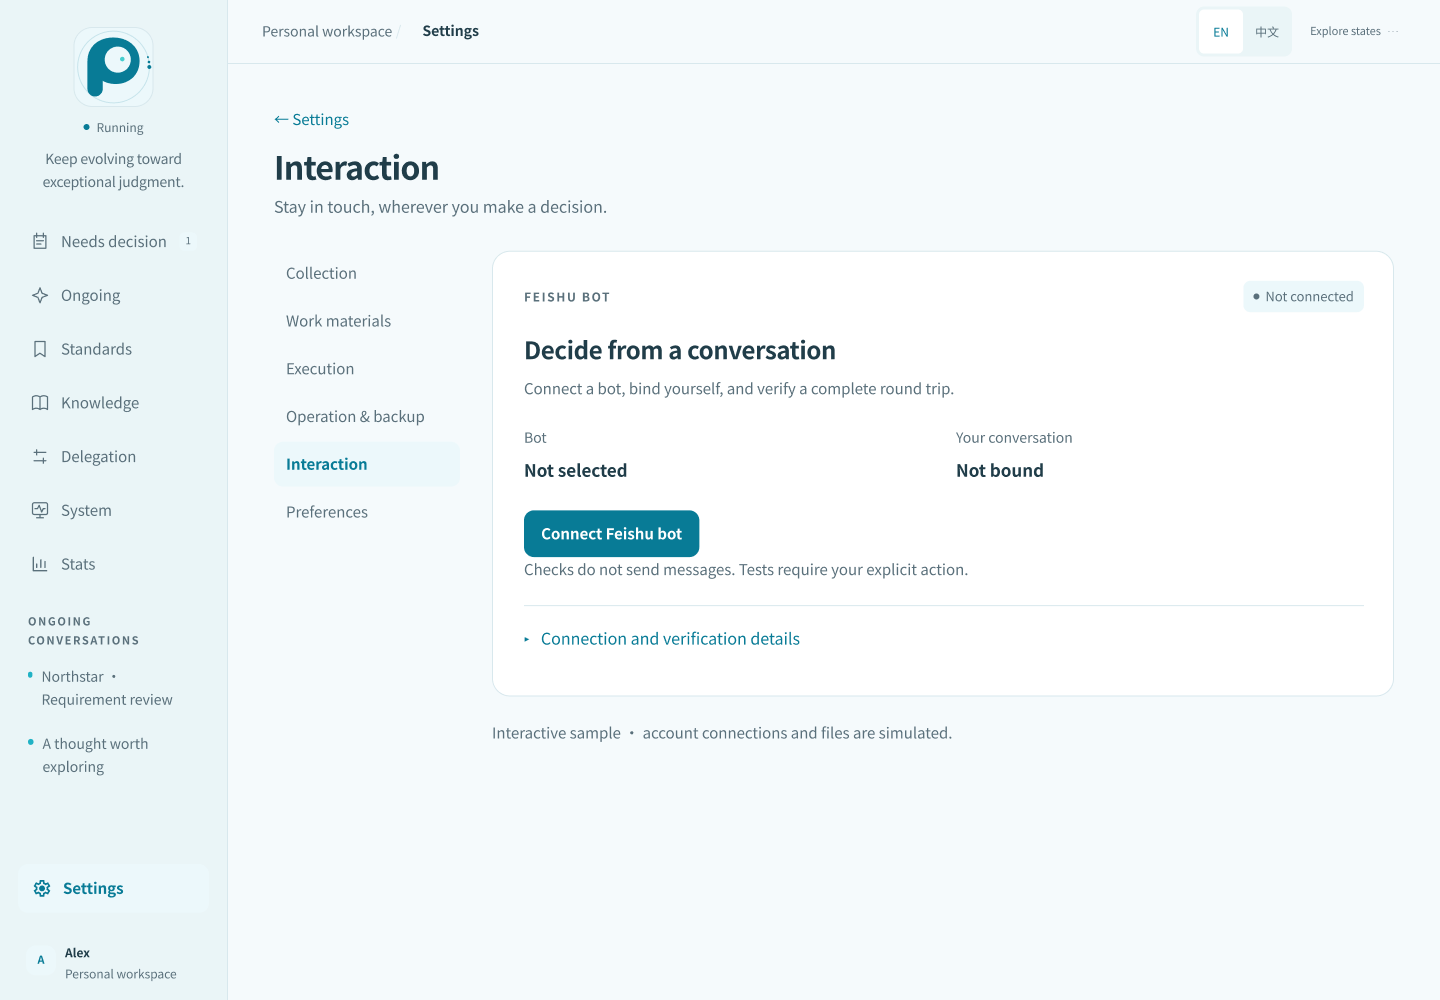 Running
Keep evolving toward
exceptional judgment.
Needs decision 1
Ongoing
Standards
Knowledge
Delegation
System
Stats
ONGOING
CONVERSATIONS
Northstar •
Requirement review
A thought worth
exploring
Settings
A
Alex
Personal workspace
Personal workspace / Settings
EN 中文 Explore states ···
← Settings
Interaction
Stay in touch, wherever you make a decision.
Collection
Work materials
Execution
Operation & backup
Interaction
Preferences
FEISHU BOT
Not connected
Decide from a conversation
Connect a bot, bind yourself, and verify a complete round trip.
Bot
Not selected
Your conversation
Not bound
Connect Feishu bot
Checks do not send messages. Tests require your explicit action.
Connection and verification details
Interactive sample • account connections and files are simulated.